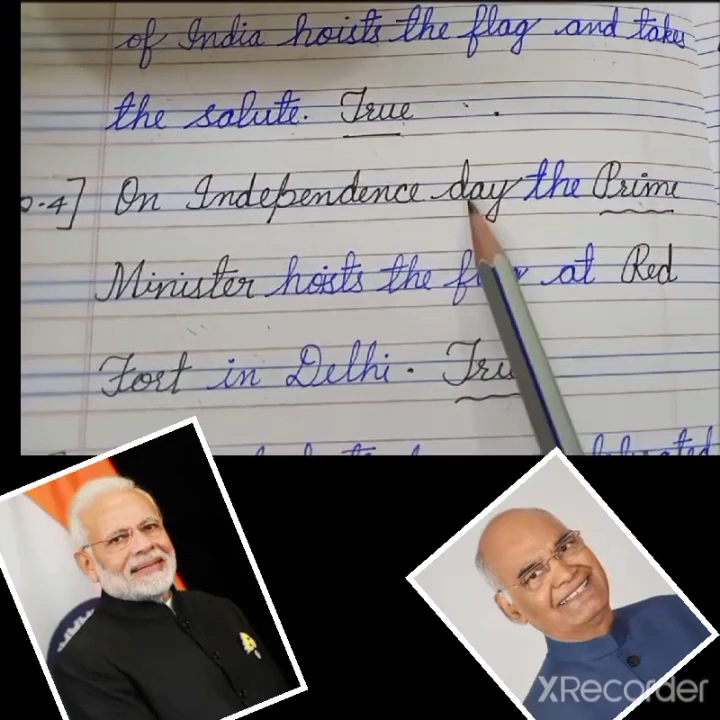 of India hoists the flag and takes
the salute. True
.4] On Independence day the Prime
Minister hoists the at Red
Fort in Delhi.
XRecorder